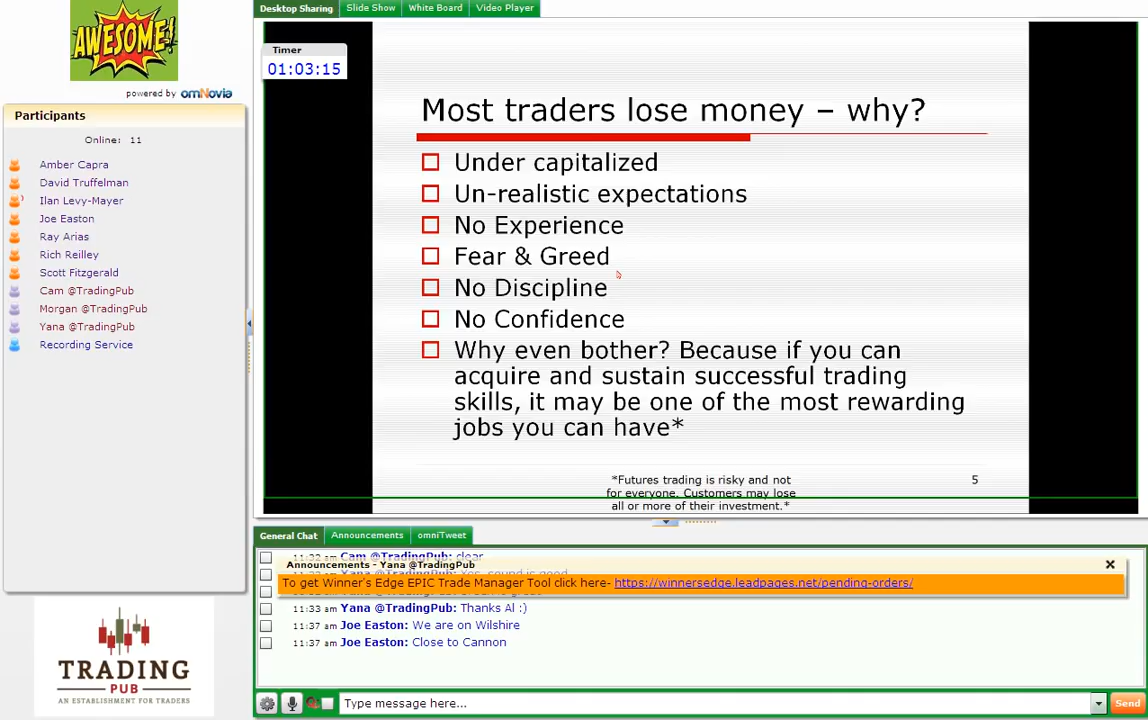 AWESOME!
powered by omNovia
Participants
Online: 11
Amber Capra
David Truffelman
Ilan Levy-Mayer
Joe Easton
Ray Arias
Rich Reilley
Scott Fitzgerald
Cam @TradingPub
Morgan @TradingPub
Yana @TradingPub
Recording Service
TRADING
PUB
AN ESTABLISHMENT FOR TRADERS
Desktop Sharing
Slide Show
White Board
Video Player
Timer
01:03:15
Most traders lose money – why?
Under capitalized
Un-realistic expectations
No Experience
Fear & Greed
No Discipline
No Confidence
Why even bother? Because if you can
acquire and sustain successful trading
skills, it may be one of the most rewarding
jobs you can have*
*Futures trading is risky and not
for everyone. Customers may lose
all or more of their investment.*
5
General Chat
Announcements
omniTweet
11:32 am Cam @TradingPub: clear
Announcements - Yana @TradingPub
To get Winner's Edge EPIC Trade Manager Tool click here- https://winnersedge.leadpages.net/pending-orders/
11:33 am Yana @TradingPub: Thanks Al :)
11:37 am Joe Easton: We are on Wilshire
11:37 am Joe Easton: Close to Cannon
Type message here...
Send